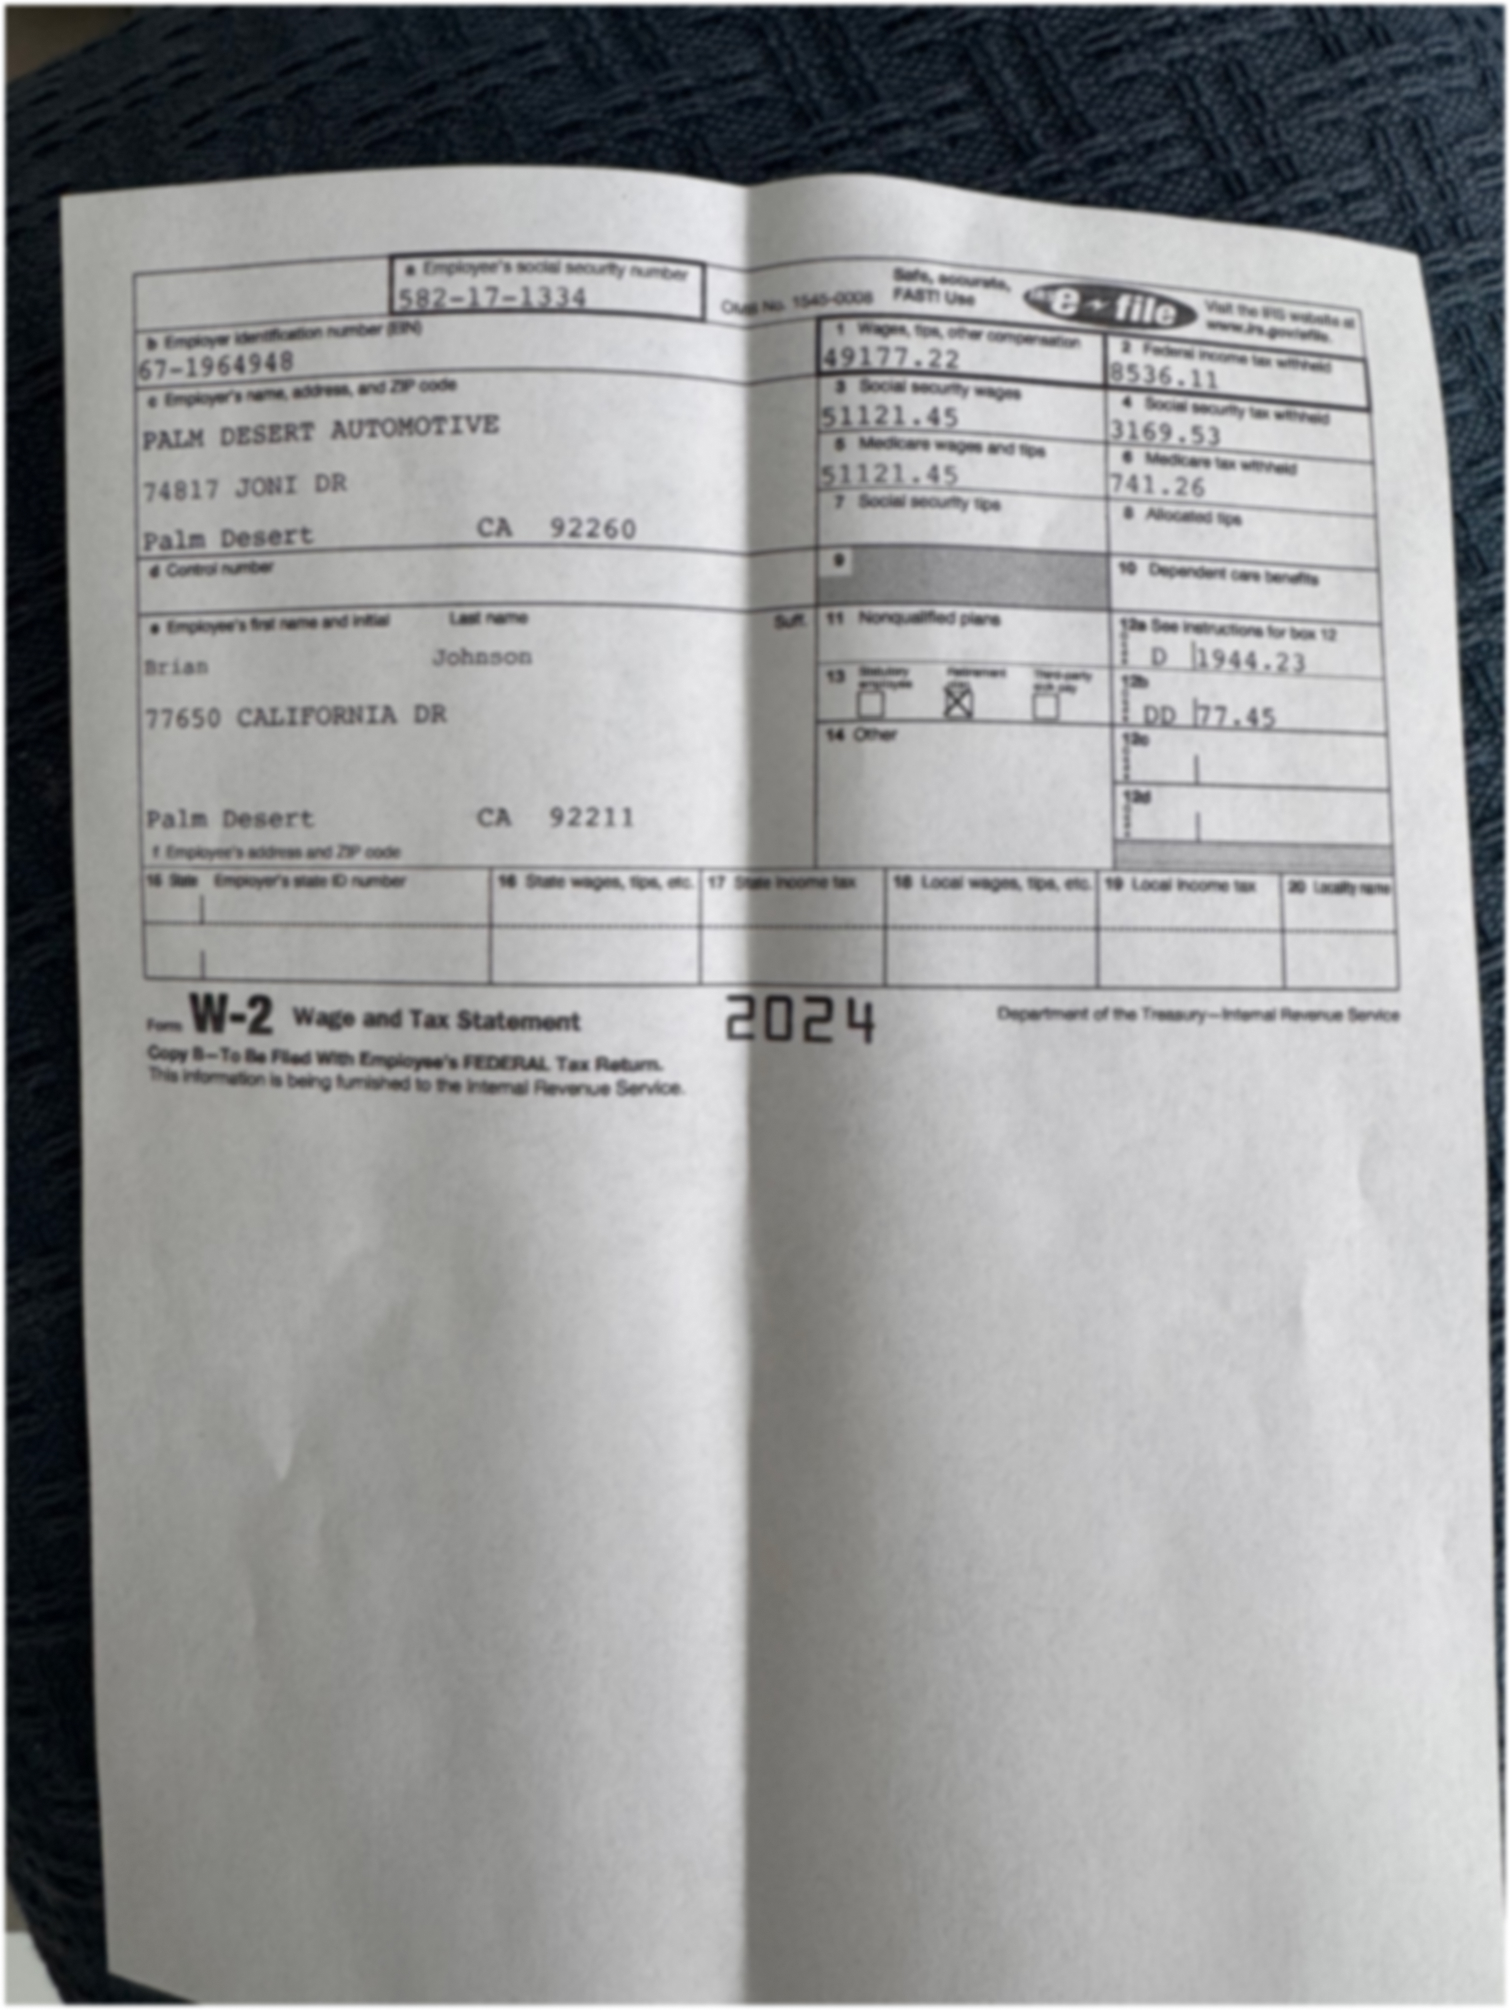 a Employee's social security number
582-17-1334
OMB No. 1545-0008
Safe, accurate,
FAST! Use
e file
Visit the IRS website at
www.irs.gov/efile.
b Employer identification number (EIN)
67-1964948
1 Wages, tips, other compensation
49177.22
2 Federal income tax withheld
8536.11
c Employer's name, address, and ZIP code
PALM DESERT AUTOMOTIVE
74817 JONI DR
Palm Desert CA 92260
3 Social security wages
51121.45
4 Social security tax withheld
3169.53
5 Medicare wages and tips
51121.45
6 Medicare tax withheld
741.26
7 Social security tips
8 Allocated tips
d Control number
9
10 Dependent care benefits
e Employee's first name and initial Last name Suff.
Brian Johnson
77650 CALIFORNIA DR
Palm Desert CA 92211
f Employee's address and ZIP code
11 Nonqualified plans
12a See instructions for box 12
D 1944.23
13 Statutory employee Retirement Third-party sick pay
12b
DD 77.45
14 Other
12c
12d
15 State Employer's state ID number 16 State wages, tips, etc. 17 State income tax 18 Local wages, tips, etc. 19 Local income tax 20 Locality name
Form W-2 Wage and Tax Statement 2024 Department of the Treasury—Internal Revenue Service
Copy B—To Be Filed With Employee's FEDERAL Tax Return.
This information is being furnished to the Internal Revenue Service.